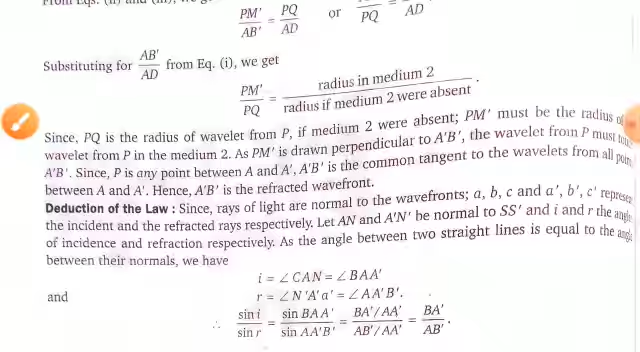 From Eqs. (ii) and (iii), we get
PM'/AB' = PQ/AD or /PQ = /AD
Substituting for AB'/AD from Eq. (i), we get
PM'/PQ = radius in medium 2/radius if medium 2 were absent.
Since, PQ is the radius of wavelet from P, if medium 2 were absent; PM' must be the radius of
wavelet from P in the medium 2. As PM' is drawn perpendicular to A'B', the wavelet from P must
A'B'. Since, P is any point between A and A', A'B' is the common tangent to the wavelets from all
between A and A'. Hence, A'B' is the refracted wavefront.
Deduction of the Law : Since, rays of light are normal to the wavefronts; a, b, c and a', b', c'
the incident and the refracted rays respectively. Let AN and A'N' be normal to SS' and i and r the
of incidence and refraction respectively. As the angle between two straight lines is equal to the
between their normals, we have
i = ∠CAN = ∠BAA'
and r = ∠N'A'a' = ∠AA'B'.
∴ sin i/sin r = sin BAA'/sin AA'B' = BA'/AA'/AB'/AA' = BA'/AB'.